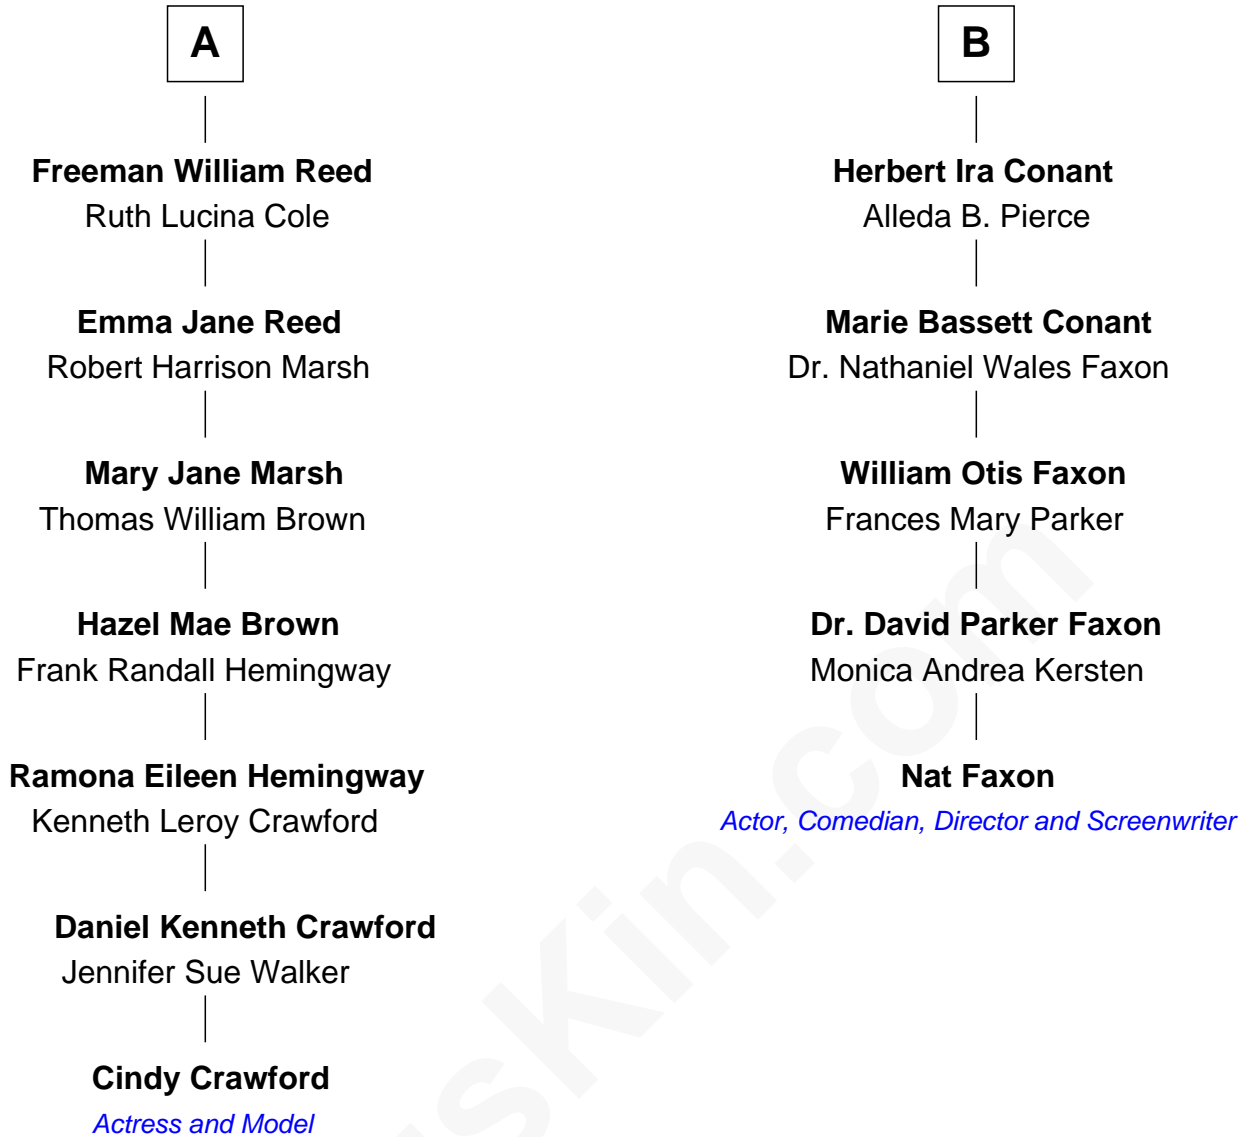 A
Freeman William Reed
Ruth Lucina Cole
Emma Jane Reed
Robert Harrison Marsh
Mary Jane Marsh
Thomas William Brown
Hazel Mae Brown
Frank Randall Hemingway
Ramona Eileen Hemingway
Kenneth Leroy Crawford
Daniel Kenneth Crawford
Jennifer Sue Walker
Cindy Crawford
Actress and Model
B
Herbert Ira Conant
Alleda B. Pierce
Marie Bassett Conant
Dr. Nathaniel Wales Faxon
William Otis Faxon
Frances Mary Parker
Dr. David Parker Faxon
Monica Andrea Kersten
Nat Faxon
Actor, Comedian, Director and Screenwriter
sKin.com